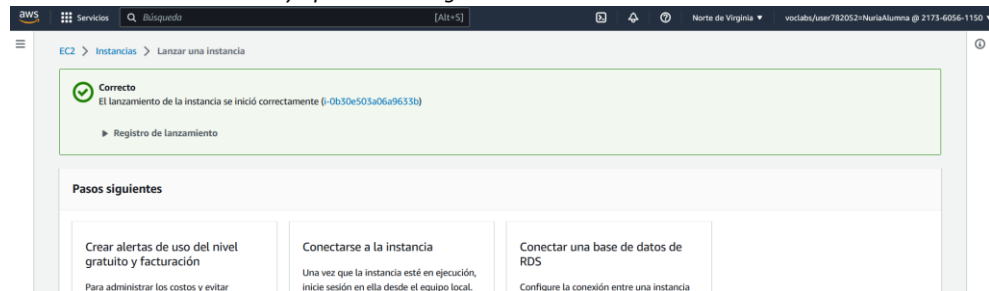 aws Servicios Búsqueda [Alt+S] Norte de Virginia ▼ voclabs/user782052=NuriaAlumna @ 2173-6056-1150
EC2 > Instancias > Lanzar una instancia
Correcto
El lanzamiento de la instancia se inició correctamente (i-0b30e503a06a9633b)
▶ Registro de lanzamiento
Pasos siguientes
Crear alertas de uso del nivel
gratuito y facturación
Para administrar los costos y evitar
Conectarse a la instancia
Una vez que la instancia esté en ejecución,
inicie sesión en ella desde el equipo local.
Conectar una base de datos de
RDS
Configure la conexión entre una instancia